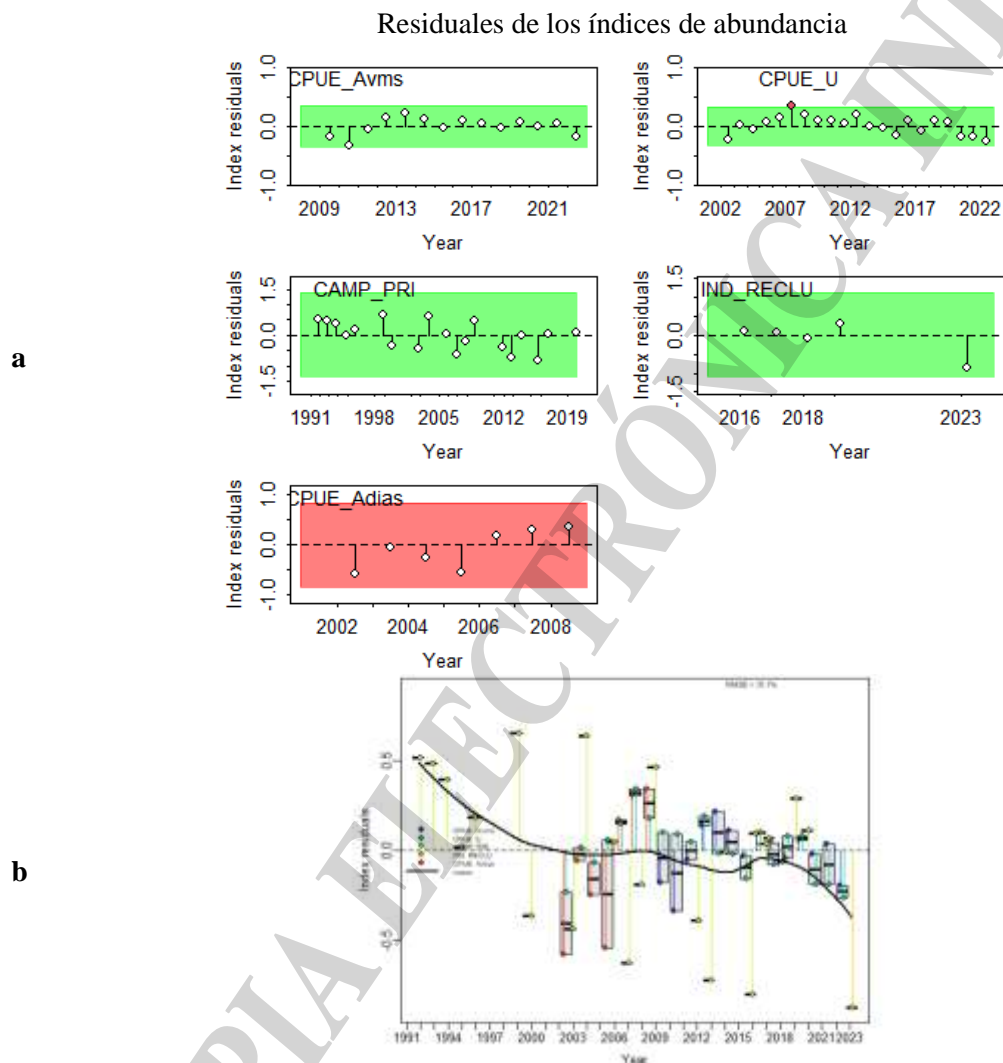 Residuales de los índices de abundancia
a
CPUE_Avms
Index residuals
1.0
0.0
-1.0
2009 2013 2017 2021
Year
CPUE_U
Index residuals
1.0
0.0
-1.0
2002 2007 2012 2017 2022
Year
CAMP_PRI
Index residuals
1.5
0.0
-1.5
1991 1998 2005 2012 2019
Year
IND_RECLU
Index residuals
1.5
0.0
-1.5
2016 2018 2023
Year
CPUE_Adias
Index residuals
1.0
0.0
-1.0
2002 2004 2006 2008
Year
b
Index residuals
0.5
0.0
-0.5
1991 1994 1997 2000 2003 2006 2009 2012 2015 2018 2021 2023
Year
PIA ELECTRÓNICA INI